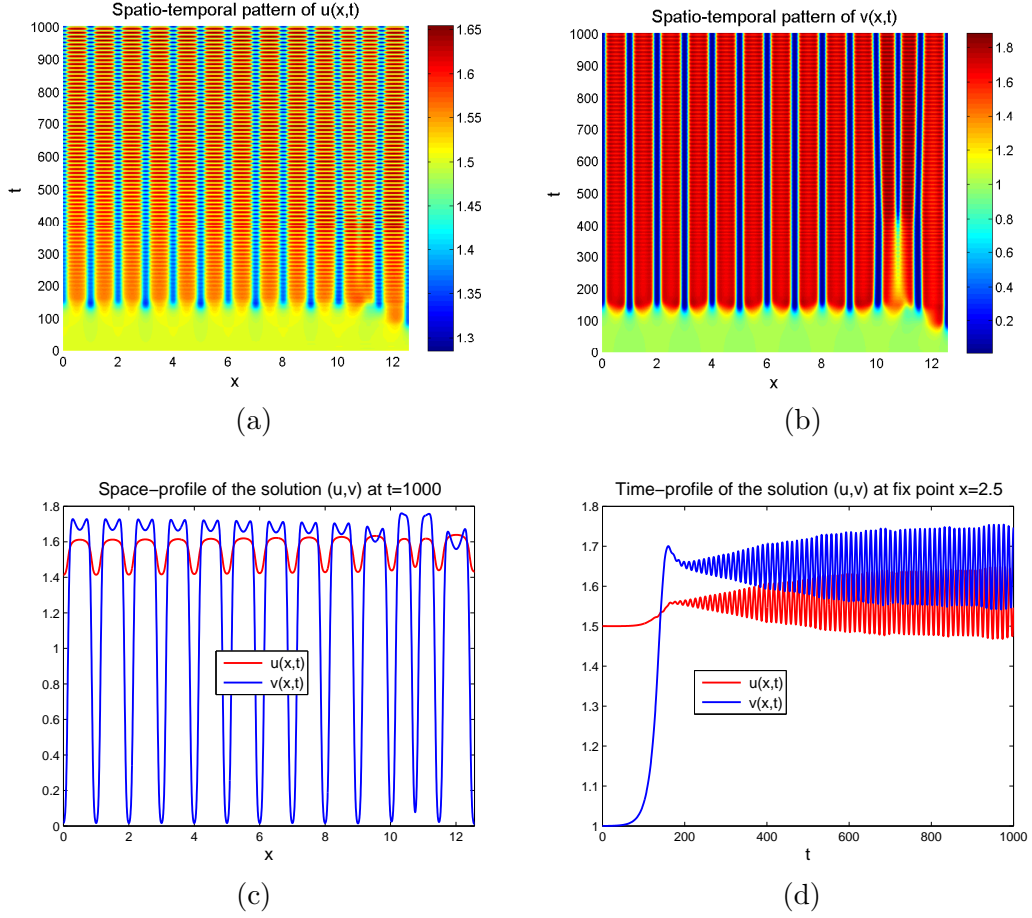 Spatio-temporal pattern of u(x,t)
1000
900
800
700
600
500
400
300
200
100
0
t
0 2 4 6 8 10 12
x
1.65
1.6
1.55
1.5
1.45
1.4
1.35
1.3
(a)
Spatio-temporal pattern of v(x,t)
1000
900
800
700
600
500
400
300
200
100
0
t
0 2 4 6 8 10 12
x
1.8
1.6
1.4
1.2
1
0.8
0.6
0.4
0.2
(b)
Space-profile of the solution (u,v) at t=1000
1.8
1.6
1.4
1.2
1
0.8
0.6
0.4
0.2
0
u(x,t)
v(x,t)
0 2 4 6 8 10 12
x
(c)
Time-profile of the solution (u,v) at fix point x=2.5
1.8
1.7
1.6
1.5
1.4
1.3
1.2
1.1
1
u(x,t)
v(x,t)
0 200 400 600 800 1000
t
(d)